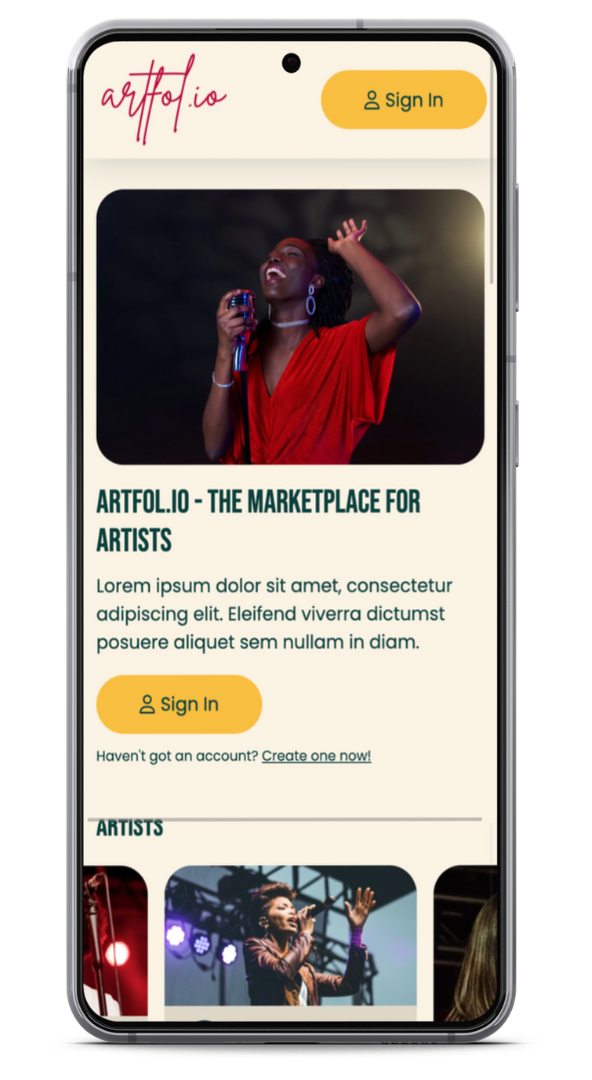 artfol.io
Sign In
ARTFOL.IO - THE MARKETPLACE FOR
ARTISTS
Lorem ipsum dolor sit amet, consectetur
adipiscing elit. Eleifend viverra dictumst
posuere aliquet sem nullam in diam.
Sign In
Haven't got an account? Create one now!
ARTISTS